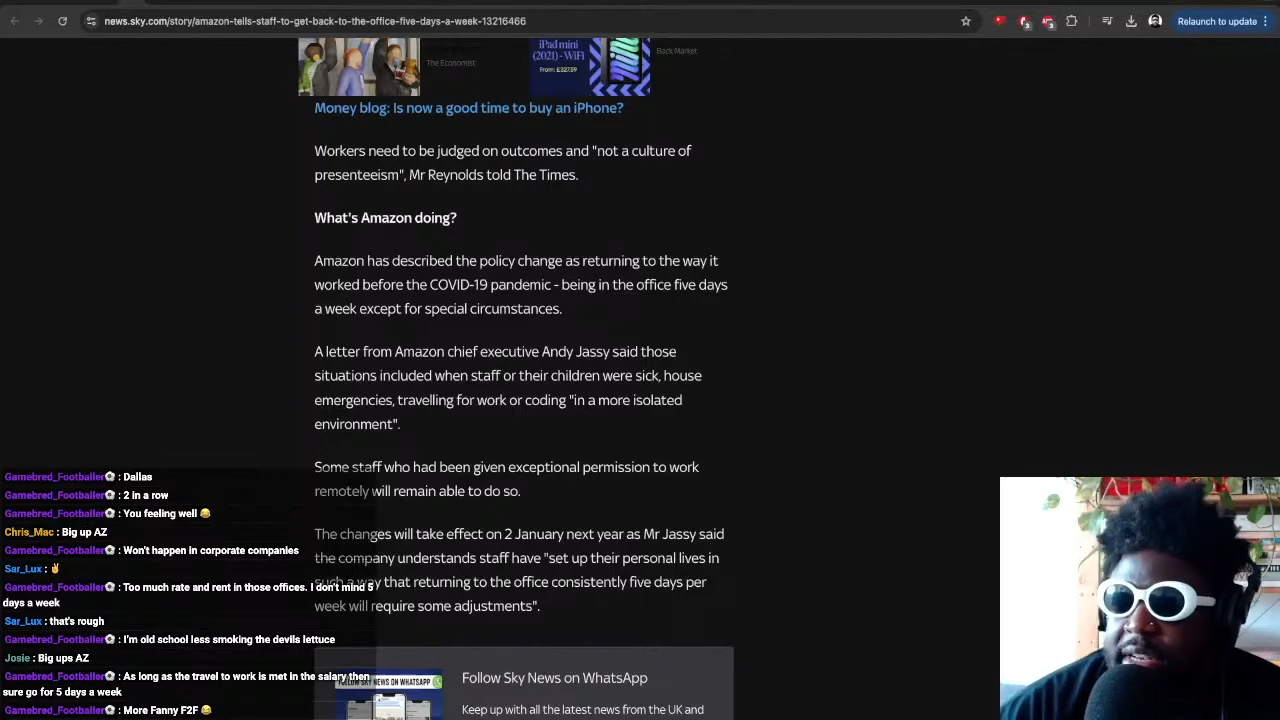 news.sky.com/story/amazon-tells-staff-to-get-back-to-the-office-five-days-a-week-13216466
Relaunch to update
The Economist
iPad mini
(2021) - WiFi
From: £327.59
Back Market
Money blog: Is now a good time to buy an iPhone?
Workers need to be judged on outcomes and "not a culture of
presenteeism", Mr Reynolds told The Times.
What's Amazon doing?
Amazon has described the policy change as returning to the way it
worked before the COVID-19 pandemic - being in the office five days
a week except for special circumstances.
A letter from Amazon chief executive Andy Jassy said those
situations included when staff or their children were sick, house
emergencies, travelling for work or coding "in a more isolated
environment".
Some staff who had been given exceptional permission to work
remotely will remain able to do so.
The changes will take effect on 2 January next year as Mr Jassy said
the company understands staff have "set up their personal lives in
such a way that returning to the office consistently five days per
week will require some adjustments".
FOLLOW SKY NEWS ON WHATSAPP
Follow Sky News on WhatsApp
Keep up with all the latest news from the UK and
Gamebred_Footballer⚽ : Dallas
Gamebred_Footballer⚽ : 2 in a row
Gamebred_Footballer⚽ : You feeling well 😂
Chris_Mac : Big up AZ
Gamebred_Footballer⚽ : Won't happen in corporate companies
Sar_Lux : ✌️
Gamebred_Footballer⚽ : Too much rate and rent in those offices. I don't mind 5
days a week
Sar_Lux : that's rough
Gamebred_Footballer⚽ : I'm old school less smoking the devils lettuce
Josie : Big ups AZ
Gamebred_Footballer⚽ : As long as the travel to work is met in the salary then
sure go for 5 days a week
Gamebred_Footballer⚽ : More Fanny F2F 😂